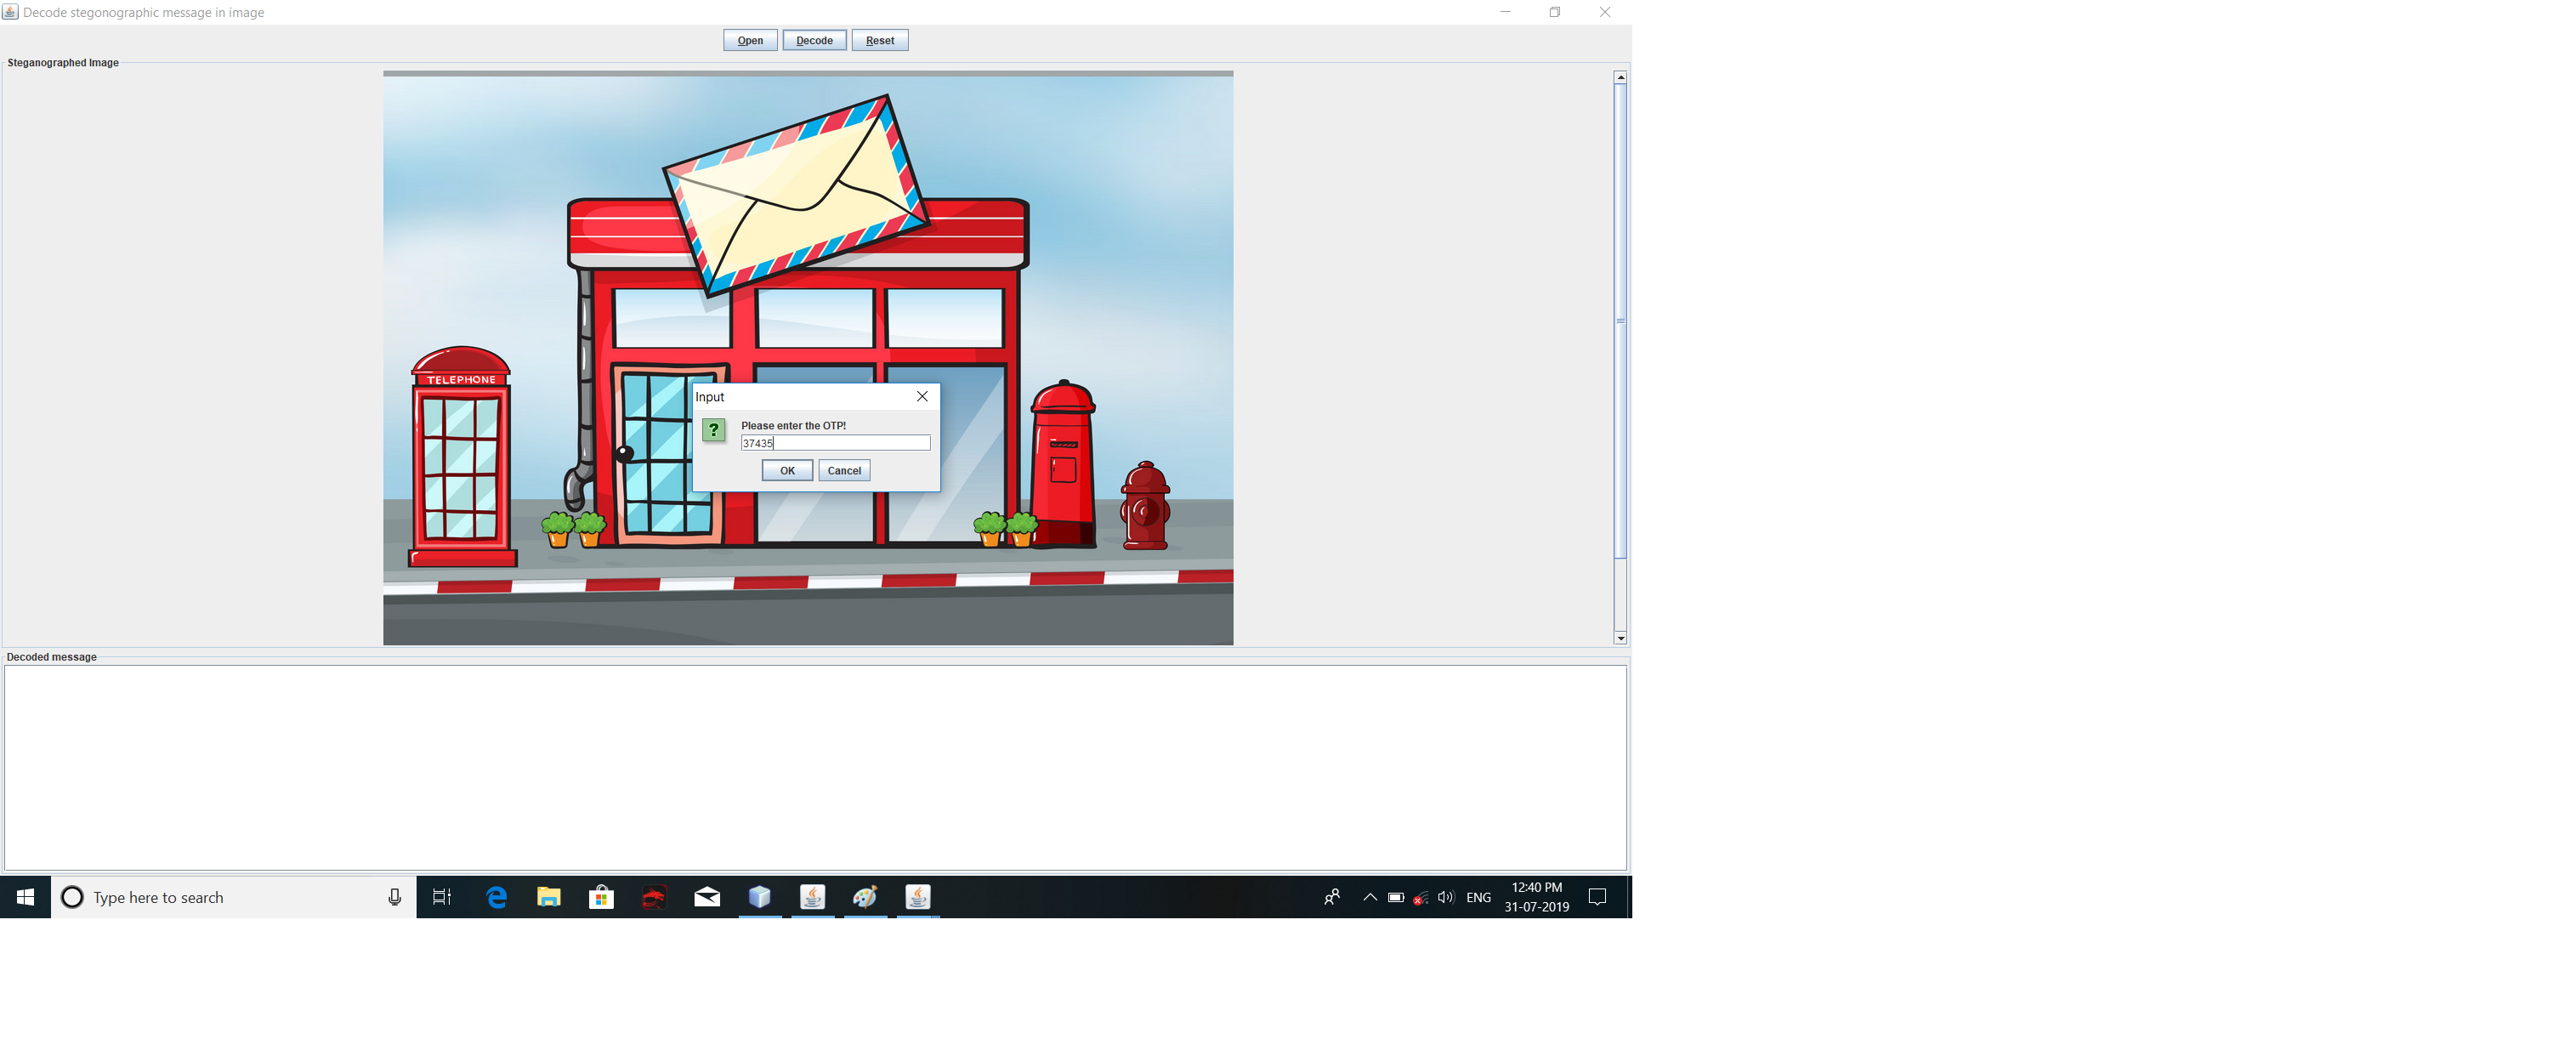 Decode stegonographic message in image
Open Decode Reset
Steganographed Image
TELEPHONE
Input
Please enter the OTP!
37435
OK Cancel
Decoded message
Type here to search
ENG
12:40 PM
31-07-2019